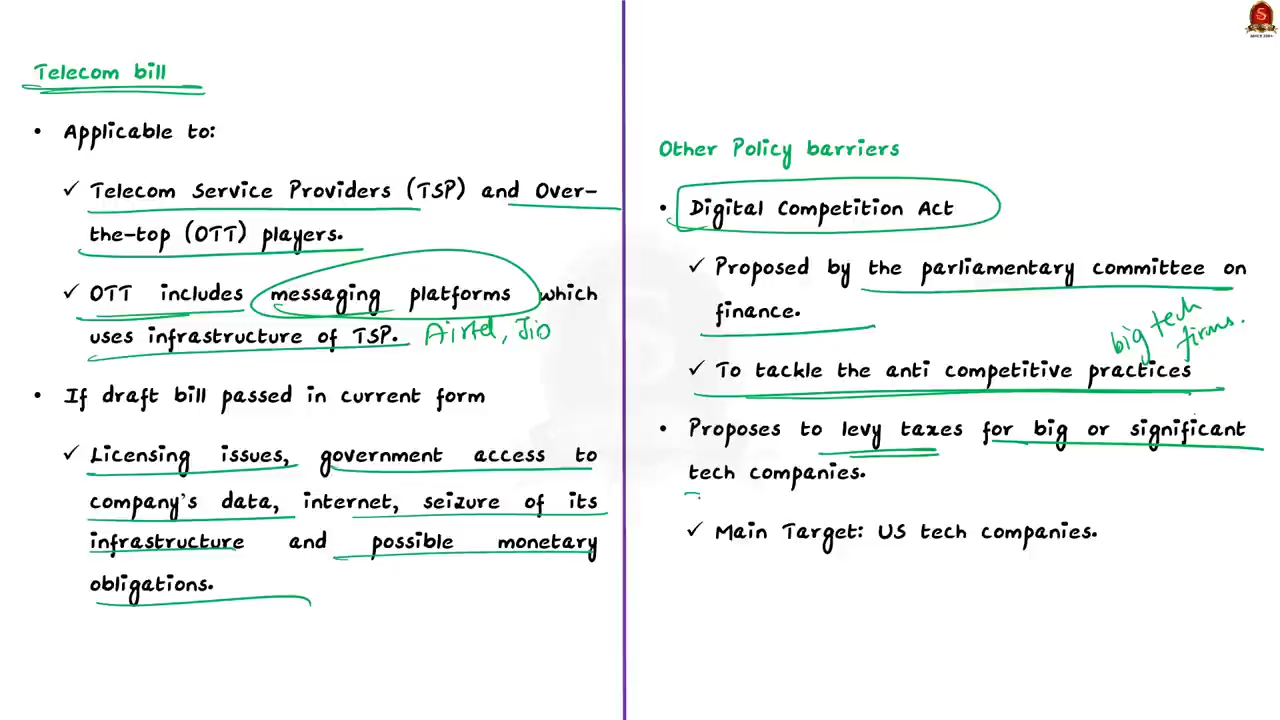 Telecom bill
• Applicable to:
✓ Telecom Service Providers (TSP) and Over-
the-top (OTT) players.
✓ OTT includes messaging platforms which
uses infrastructure of TSP. Airtel, Jio
• If draft bill passed in current form
✓ Licensing issues, government access to
company's data, internet, seizure of its
infrastructure and possible monetary
obligations.
Other Policy barriers
• Digital Competition Act
✓ Proposed by the parliamentary committee on
finance.
big tech
firms.
✓ To tackle the anti competitive practices
• Proposes to levy taxes for big or significant
tech companies.
✓ Main Target: US tech companies.